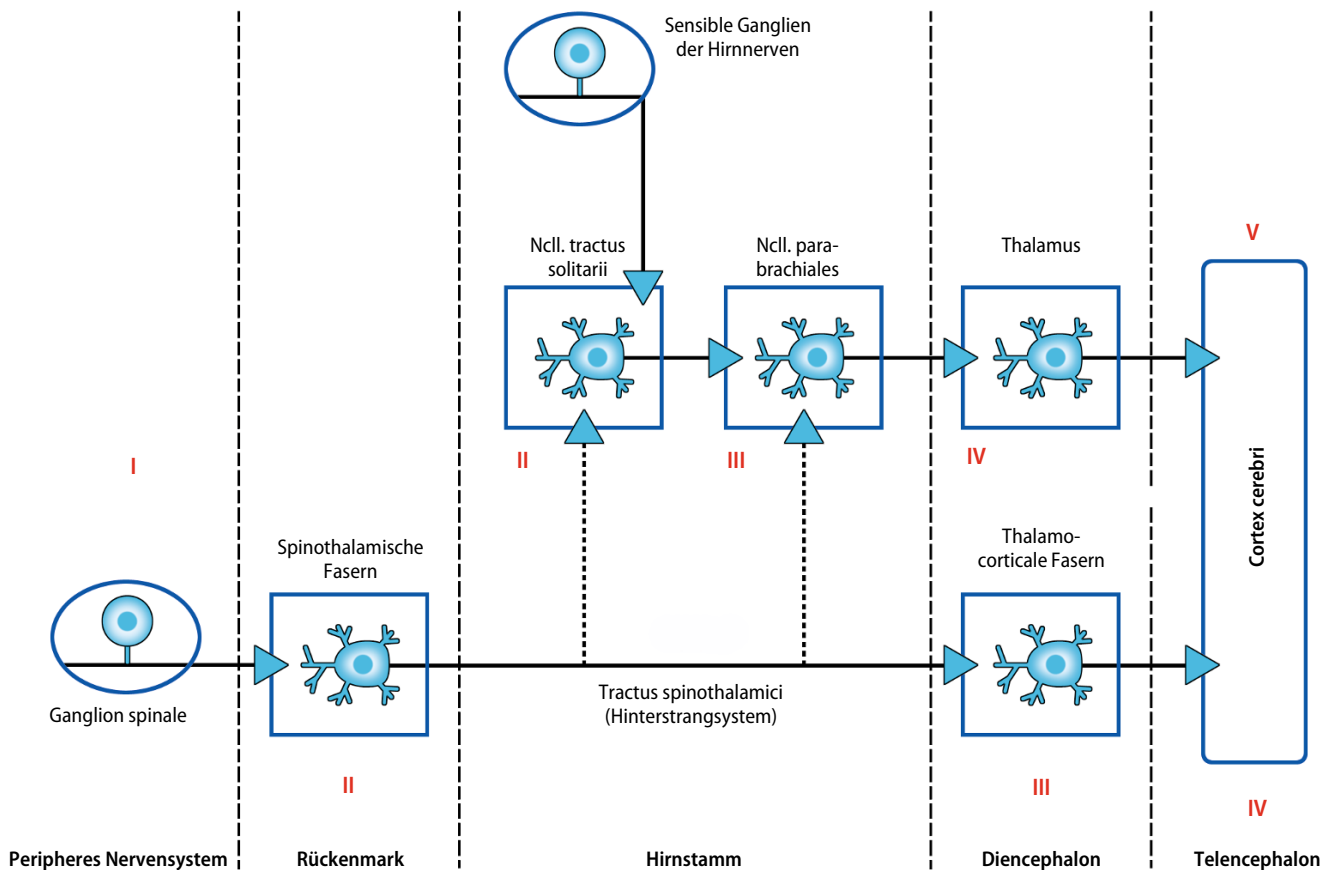 Sensible Ganglien
der Hirnnerven
Ncll. tractus
solitarii
Ncll. para-
brachiales
Thalamus
V
I
II
III
IV
Cortex cerebri
Spinothalamische
Fasern
Thalamo-
corticale Fasern
Ganglion spinale
Tractus spinothalamici
(Hinterstrangsystem)
II
III
IV
Peripheres Nervensystem
Rückenmark
Hirnstamm
Diencephalon
Telencephalon